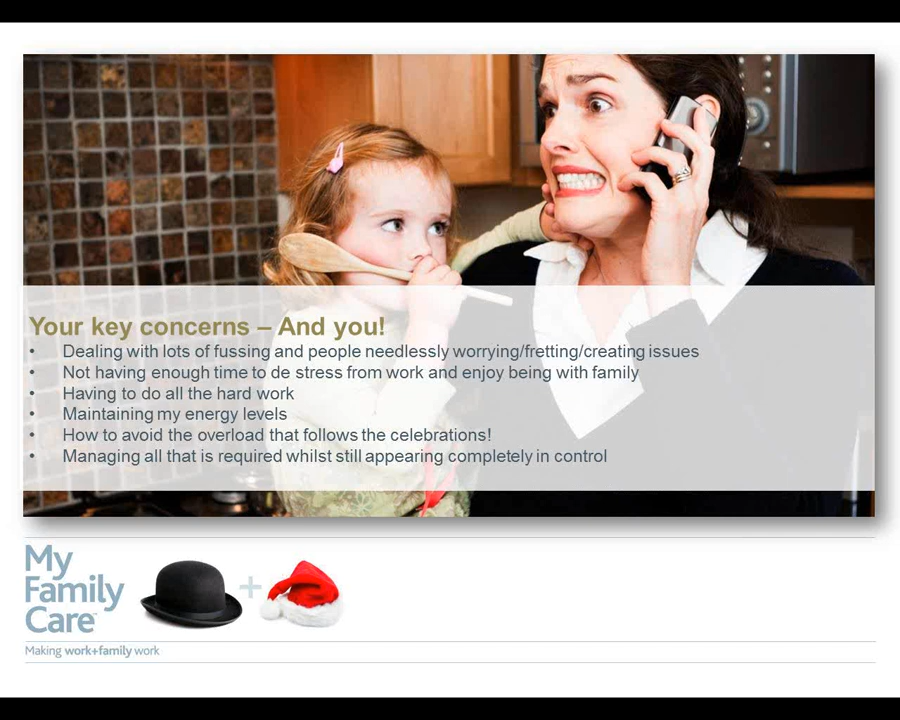 Your key concerns – And you!
• Dealing with lots of fussing and people needlessly worrying/fretting/creating issues
• Not having enough time to de stress from work and enjoy being with family
• Having to do all the hard work
• Maintaining my energy levels
• How to avoid the overload that follows the celebrations!
• Managing all that is required whilst still appearing completely in control
My
Family
Care™
+
Making work+family work